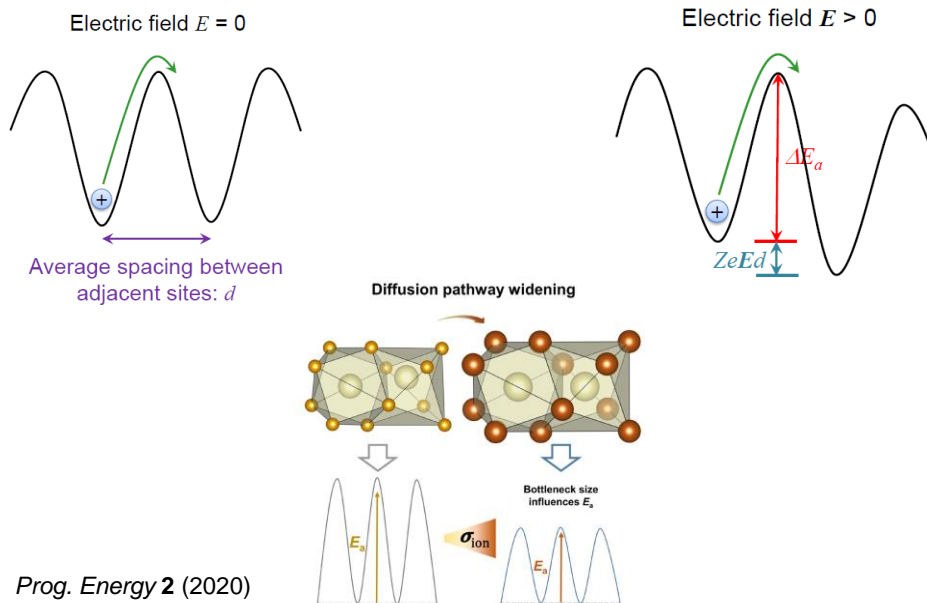 Electric field E = 0
Electric field E > 0
+
+
ΔEa
ZeEd
Average spacing between
adjacent sites: d
Diffusion pathway widening
Bottleneck size
influences Ea
Ea
σion
Ea
Prog. Energy 2 (2020)